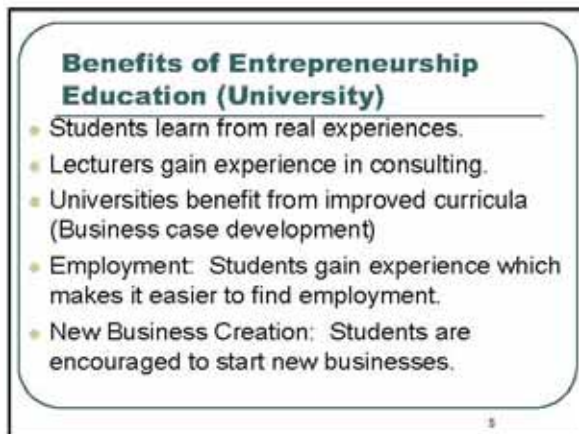 Benefits of Entrepreneurship
Education (University)
Students learn from real experiences.
Lecturers gain experience in consulting.
Universities benefit from improved curricula
(Business case development)
Employment: Students gain experience which
makes it easier to find employment.
New Business Creation: Students are
encouraged to start new businesses.